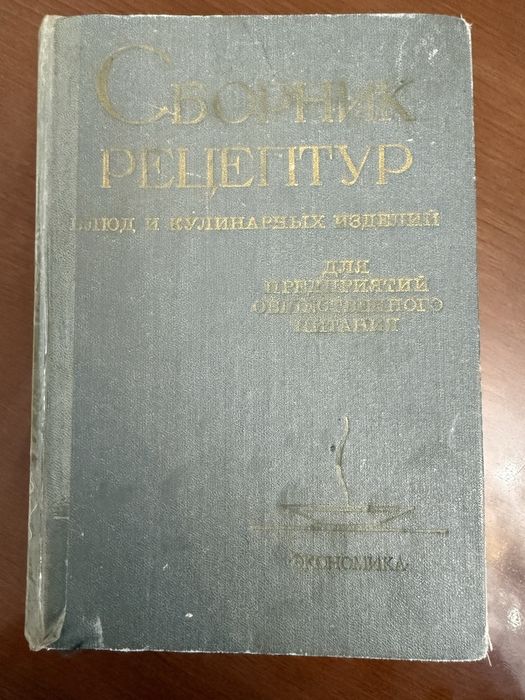 СБОРНИК
РЕЦЕПТУР
БЛЮД И КУЛИНАРНЫХ ИЗДЕЛИЙ
ДЛЯ
ПРЕДПРИЯТИЙ
ОБЩЕСТВЕННОГО
ПИТАНИЯ
ЭКОНОМИКА